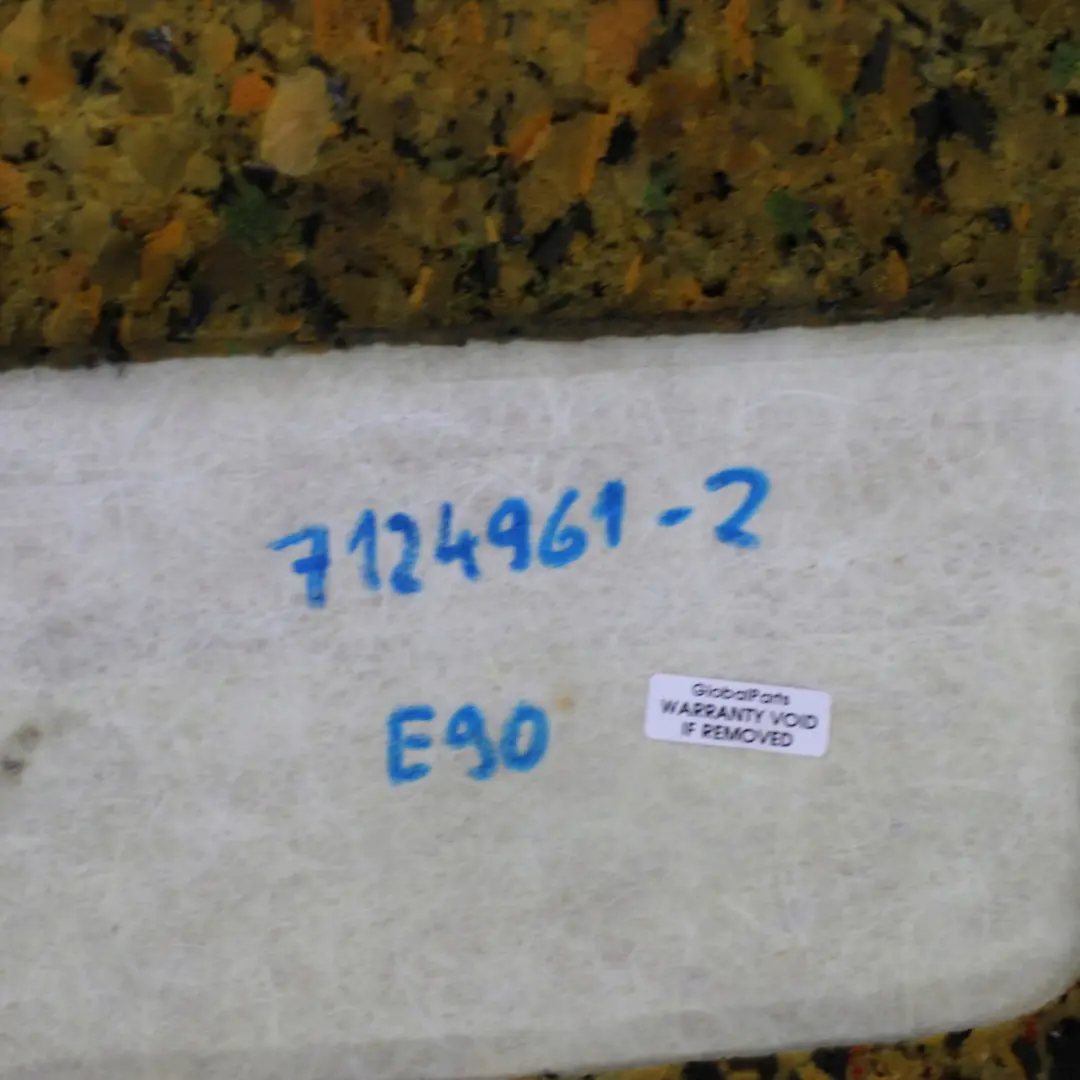 7124961-2
E90
GlobalParts
WARRANTY VOID
IF REMOVED